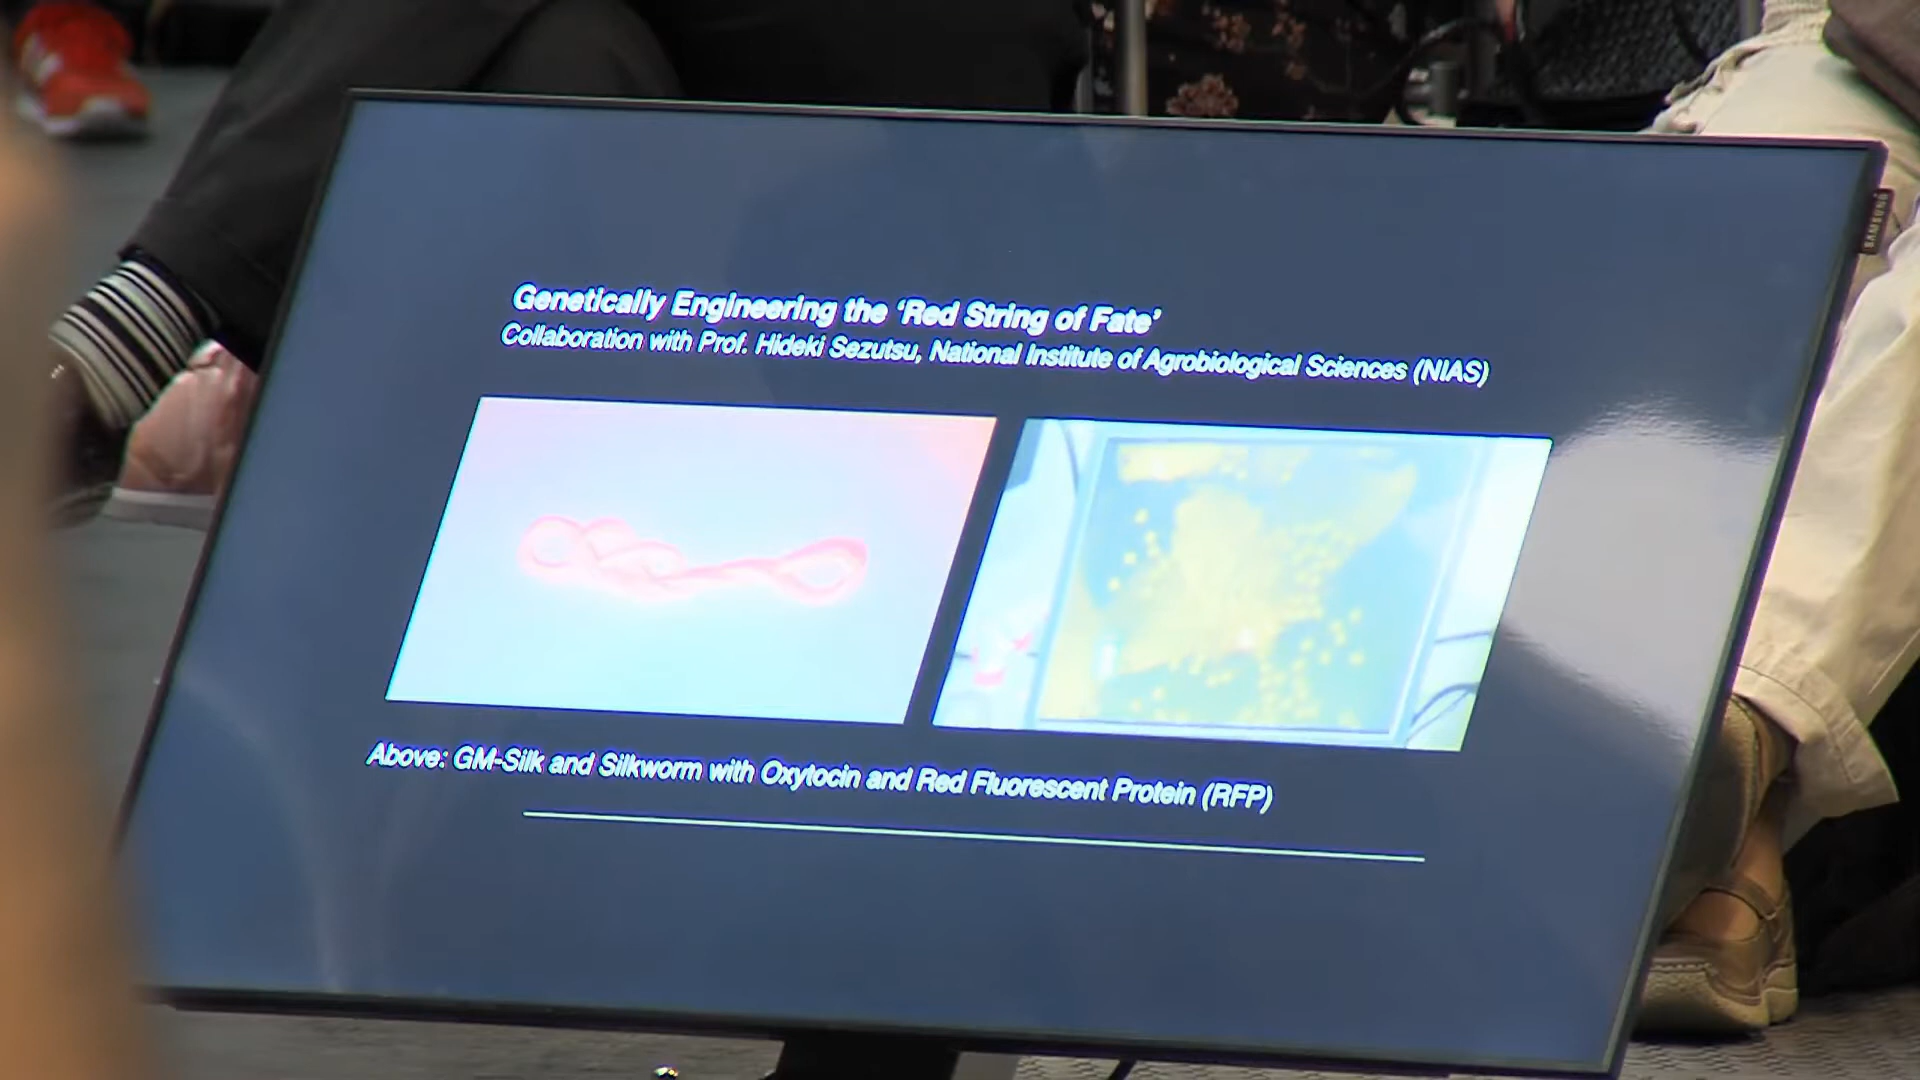 SAMSUNG
Genetically Engineering the ‘Red String of Fate’
Collaboration with Prof. Hideki Sezutsu, National Institute of Agrobiological Sciences (NIAS)
Above: GM-Silk and Silkworm with Oxytocin and Red Fluorescent Protein (RFP)